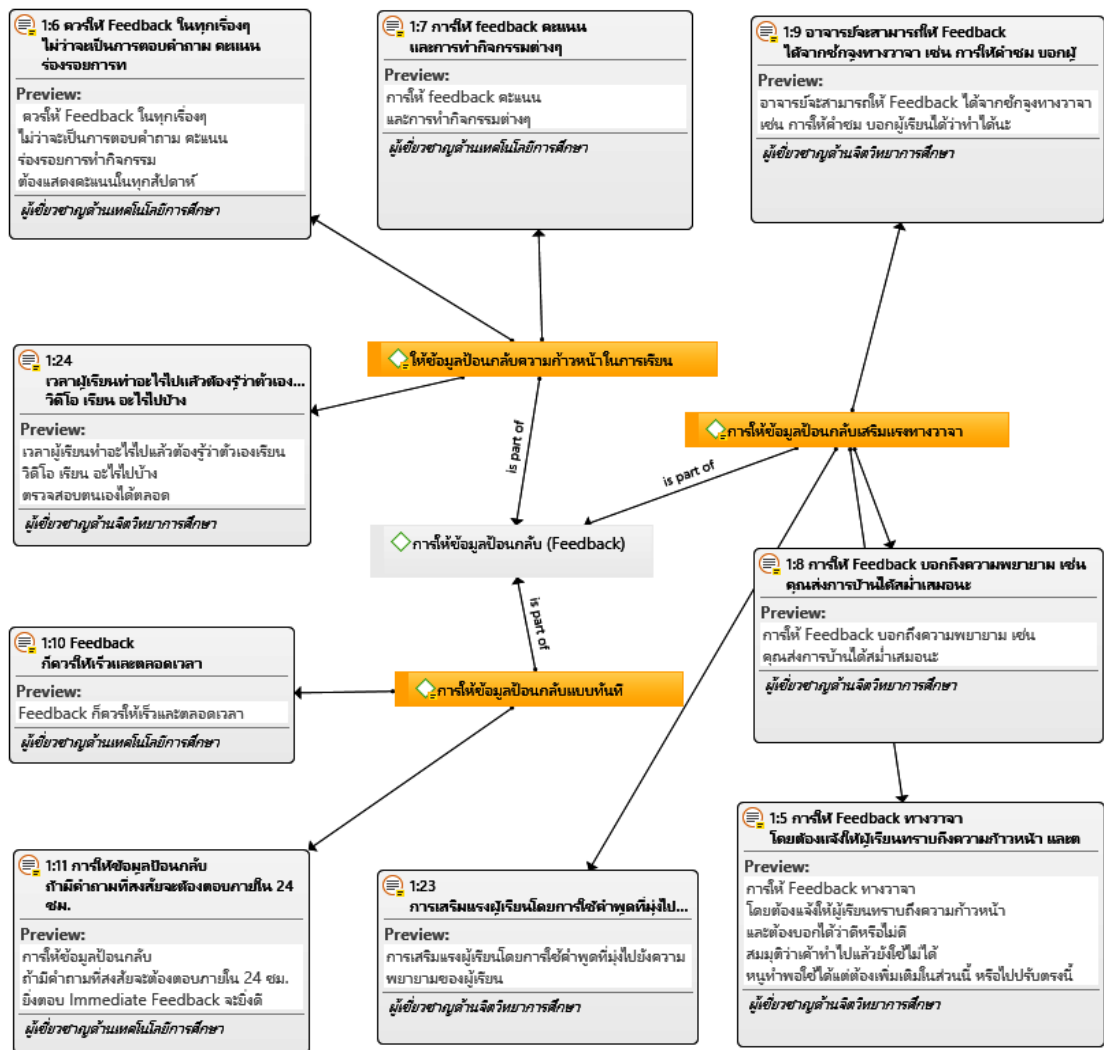 1:6 ควรให้ Feedback ในทุกเรื่องๆ
ไม่ว่าจะเป็นการตอบคำถาม คะแนน
ร่องรอยการท
Preview:
ควรให้ Feedback ในทุกเรื่องๆ
ไม่ว่าจะเป็นการตอบคำถาม คะแนน
ร่องรอยการทำกิจกรรม
ต้องแสดงคะแนนในทุกสัปดาห์
ผู้เชี่ยวชาญด้านเทคโนโลยีการศึกษา
1:7 การให้ feedback คะแนน
และการทำกิจกรรมต่างๆ
Preview:
การให้ feedback คะแนน
และการทำกิจกรรมต่างๆ
ผู้เชี่ยวชาญด้านเทคโนโลยีการศึกษา
1:9 อาจารย์จะสามารถให้ Feedback
ได้จากชักจูงทางวาจา เช่น การให้คำชม บอกผู้
Preview:
อาจารย์จะสามารถให้ Feedback ได้จากชักจูงทางวาจา
เช่น การให้คำชม บอกผู้เรียนได้ว่าทำได้นะ
ผู้เชี่ยวชาญด้านจิตวิทยาการศึกษา
ให้ข้อมูลป้อนกลับความก้าวหน้าในการเรียน
1:24
เวลาผู้เรียนทำอะไรไปแล้วต้องรู้ว่าตัวเอง...
วิดิโอ เรียน อะไรไปบ้าง
Preview:
เวลาผู้เรียนทำอะไรไปแล้วต้องรู้ว่าตัวเองเรียน
วิดิโอ เรียน อะไรไปบ้าง
ตรวจสอบตนเองได้ตลอด
ผู้เชี่ยวชาญด้านจิตวิทยาการศึกษา
การให้ข้อมูลป้อนกลับเสริมแรงทางวาจา
is part of
is part of
การให้ข้อมูลป้อนกลับ (Feedback)
is part of
1:8 การให้ Feedback บอกถึงความพยายาม เช่น
คุณส่งการบ้านได้สม่ำเสมอนะ
Preview:
การให้ Feedback บอกถึงความพยายาม เช่น
คุณส่งการบ้านได้สม่ำเสมอนะ
ผู้เชี่ยวชาญด้านจิตวิทยาการศึกษา
1:10 Feedback
ก็ควรให้เร็วและตลอดเวลา
Preview:
Feedback ก็ควรให้เร็วและตลอดเวลา
ผู้เชี่ยวชาญด้านเทคโนโลยีการศึกษา
การให้ข้อมูลป้อนกลับแบบทันที
1:11 การให้ข้อมูลป้อนกลับ
ถ้ามีคำถามที่สงสัยจะต้องตอบภายใน 24
ชม.
Preview:
การให้ข้อมูลป้อนกลับ
ถ้ามีคำถามที่สงสัยจะต้องตอบภายใน 24 ชม.
ยิ่งตอบ Immediate Feedback จะยิ่งดี
ผู้เชี่ยวชาญด้านเทคโนโลยีการศึกษา
1:23
การเสริมแรงผู้เรียนโดยการใช้คำพูดที่มุ่งไป...
Preview:
การเสริมแรงผู้เรียนโดยการใช้คำพูดที่มุ่งไปยังความ
พยายามของผู้เรียน
ผู้เชี่ยวชาญด้านจิตวิทยาการศึกษา
1:5 การให้ Feedback ทางวาจา
โดยต้องแจ้งให้ผู้เรียนทราบถึงความก้าวหน้า และต
Preview:
การให้ Feedback ทางวาจา
โดยต้องแจ้งให้ผู้เรียนทราบถึงความก้าวหน้า
และต้องบอกได้ว่าดีหรือไม่ดี
สมมุติว่าเค้าทำไปแล้วยังใช้ไม่ได้
หนูทำพอใช้ได้แต่ต้องเพิ่มเติมในส่วนนี้ หรือไปปรับตรงนี้
ผู้เชี่ยวชาญด้านจิตวิทยาการศึกษา